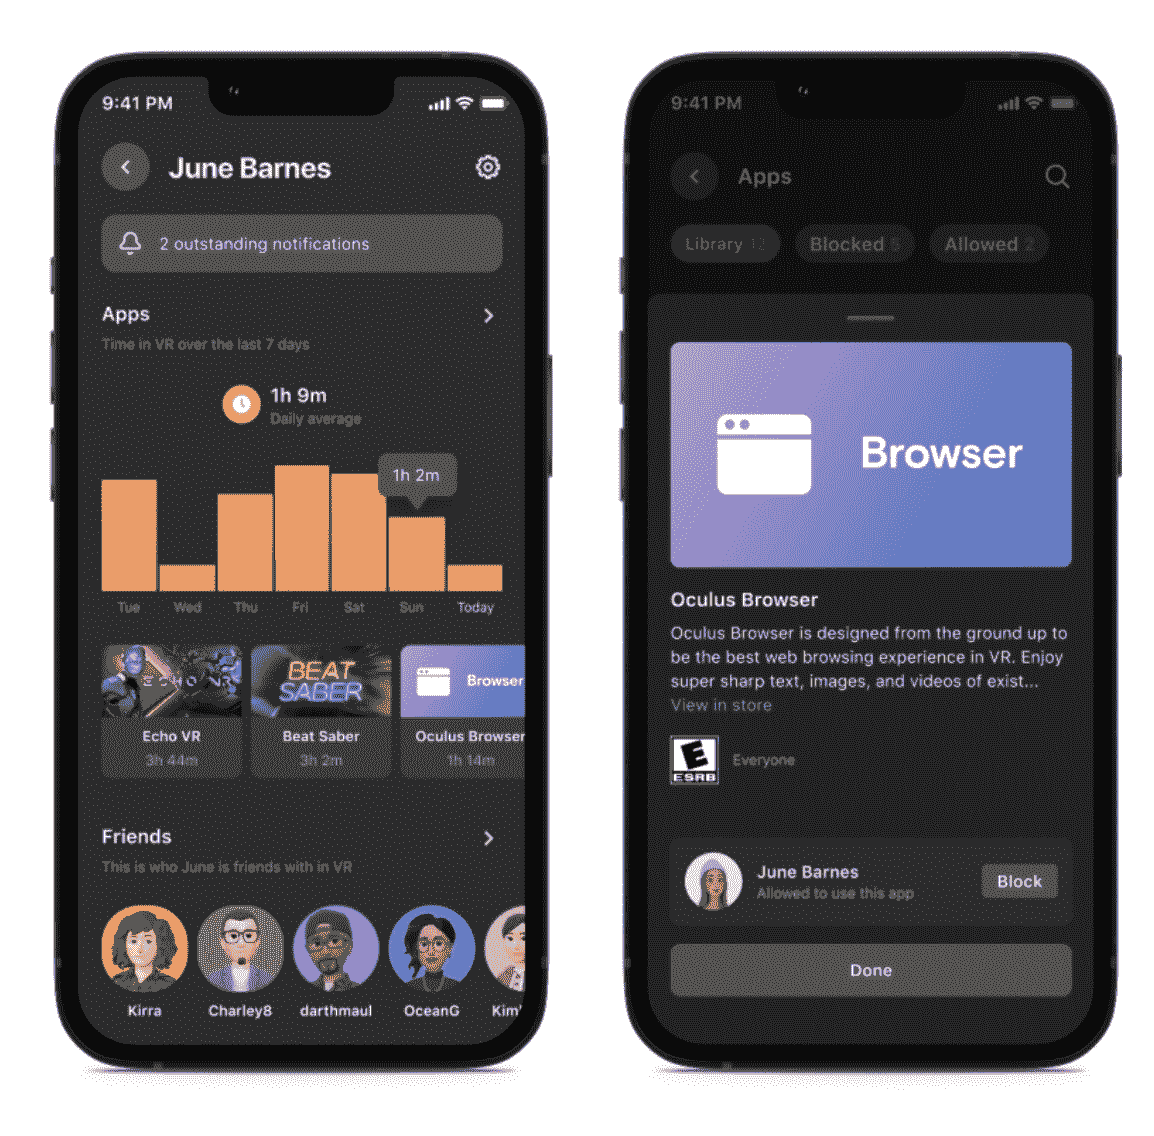 9:41 PM
June Barnes
2 outstanding notifications
Apps
Time in VR over the last 7 days
1h 9m
Daily average
1h 2m
Tue Wed Thu Fri Sat Sun Today
ECHO VR
BEAT
SABER
Browser
Echo VR Beat Saber Oculus Browser
3h 44m 3h 2m 1h 14m
Friends
This is who June is friends with in VR
Kirra Charley8 darthmaul OceanG
9:41 PM
Apps
Library 12 Blocked 5 Allowed 2
Browser
Oculus Browser
Oculus Browser is designed from the ground up to
be the best web browsing experience in VR. Enjoy
super sharp text, images, and videos of exist...
View in store
E
ESRB
Everyone
June Barnes
Allowed to use this app
Block
Done